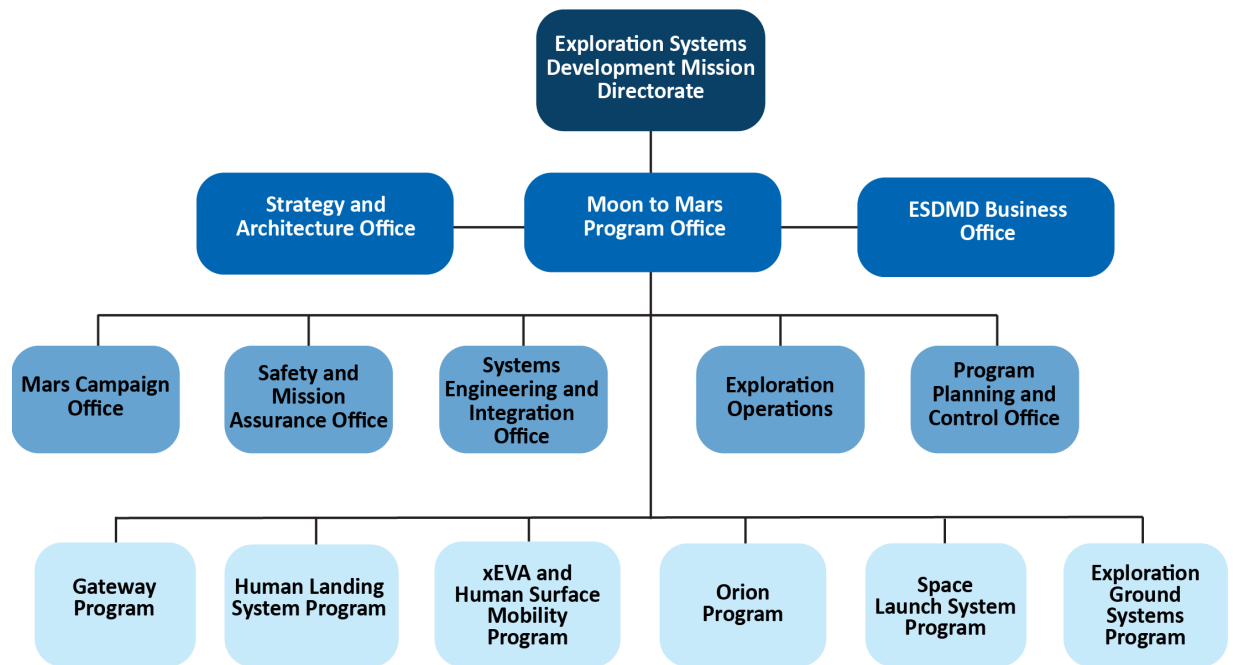 Exploration Systems
Development Mission
Directorate
Strategy and
Architecture Office
Moon to Mars
Program Office
ESDMD Business
Office
Mars Campaign
Office
Safety and
Mission
Assurance Office
Systems
Engineering and
Integration
Office
Exploration
Operations
Program
Planning and
Control Office
Gateway
Program
Human Landing
System Program
xEVA and
Human Surface
Mobility
Program
Orion
Program
Space
Launch System
Program
Exploration
Ground
Systems
Program